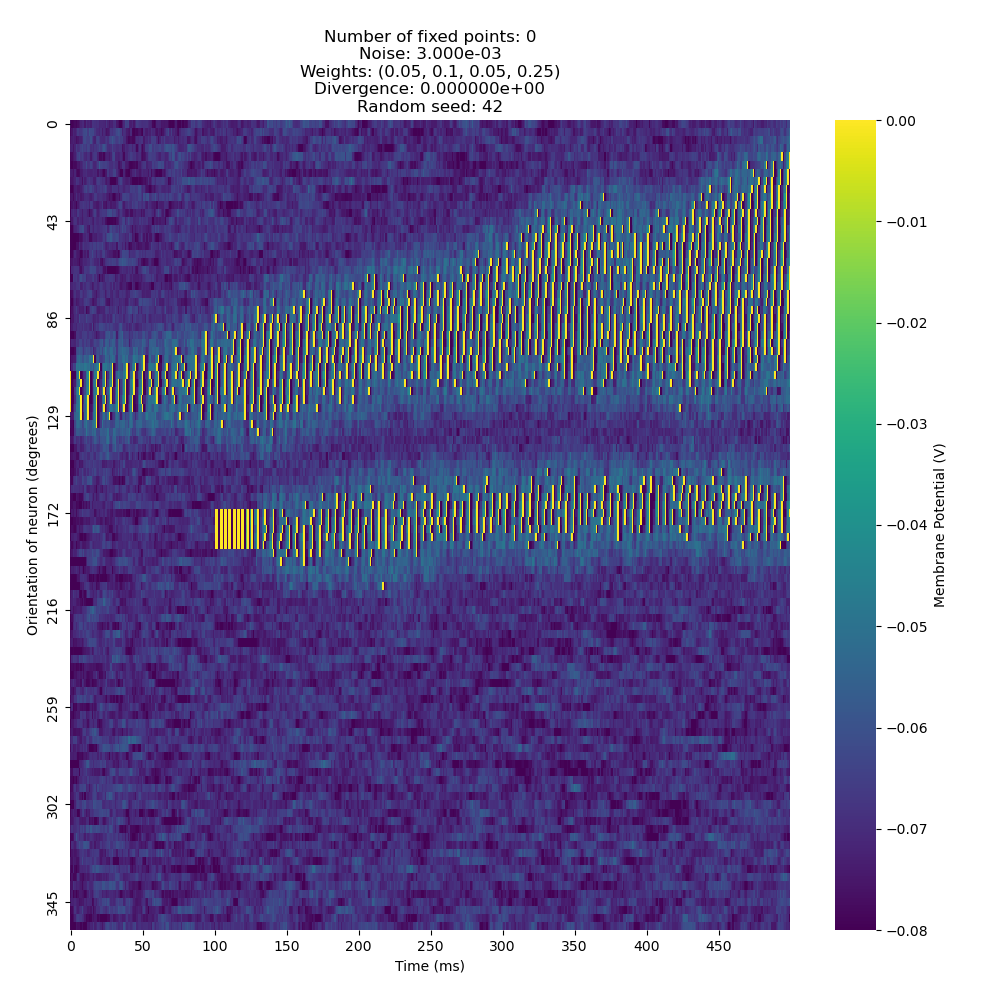 Number of fixed points: 0
Noise: 3.000e-03
Weights: (0.05, 0.1, 0.05, 0.25)
Divergence: 0.000000e+00
Random seed: 42
Orientation of neuron (degrees)
0
43
86
129
172
216
259
302
345
0 50 100 150 200 250 300 350 400 450
Time (ms)
0.00
−0.01
−0.02
−0.03
−0.04
−0.05
−0.06
−0.07
−0.08
Membrane Potential (V)